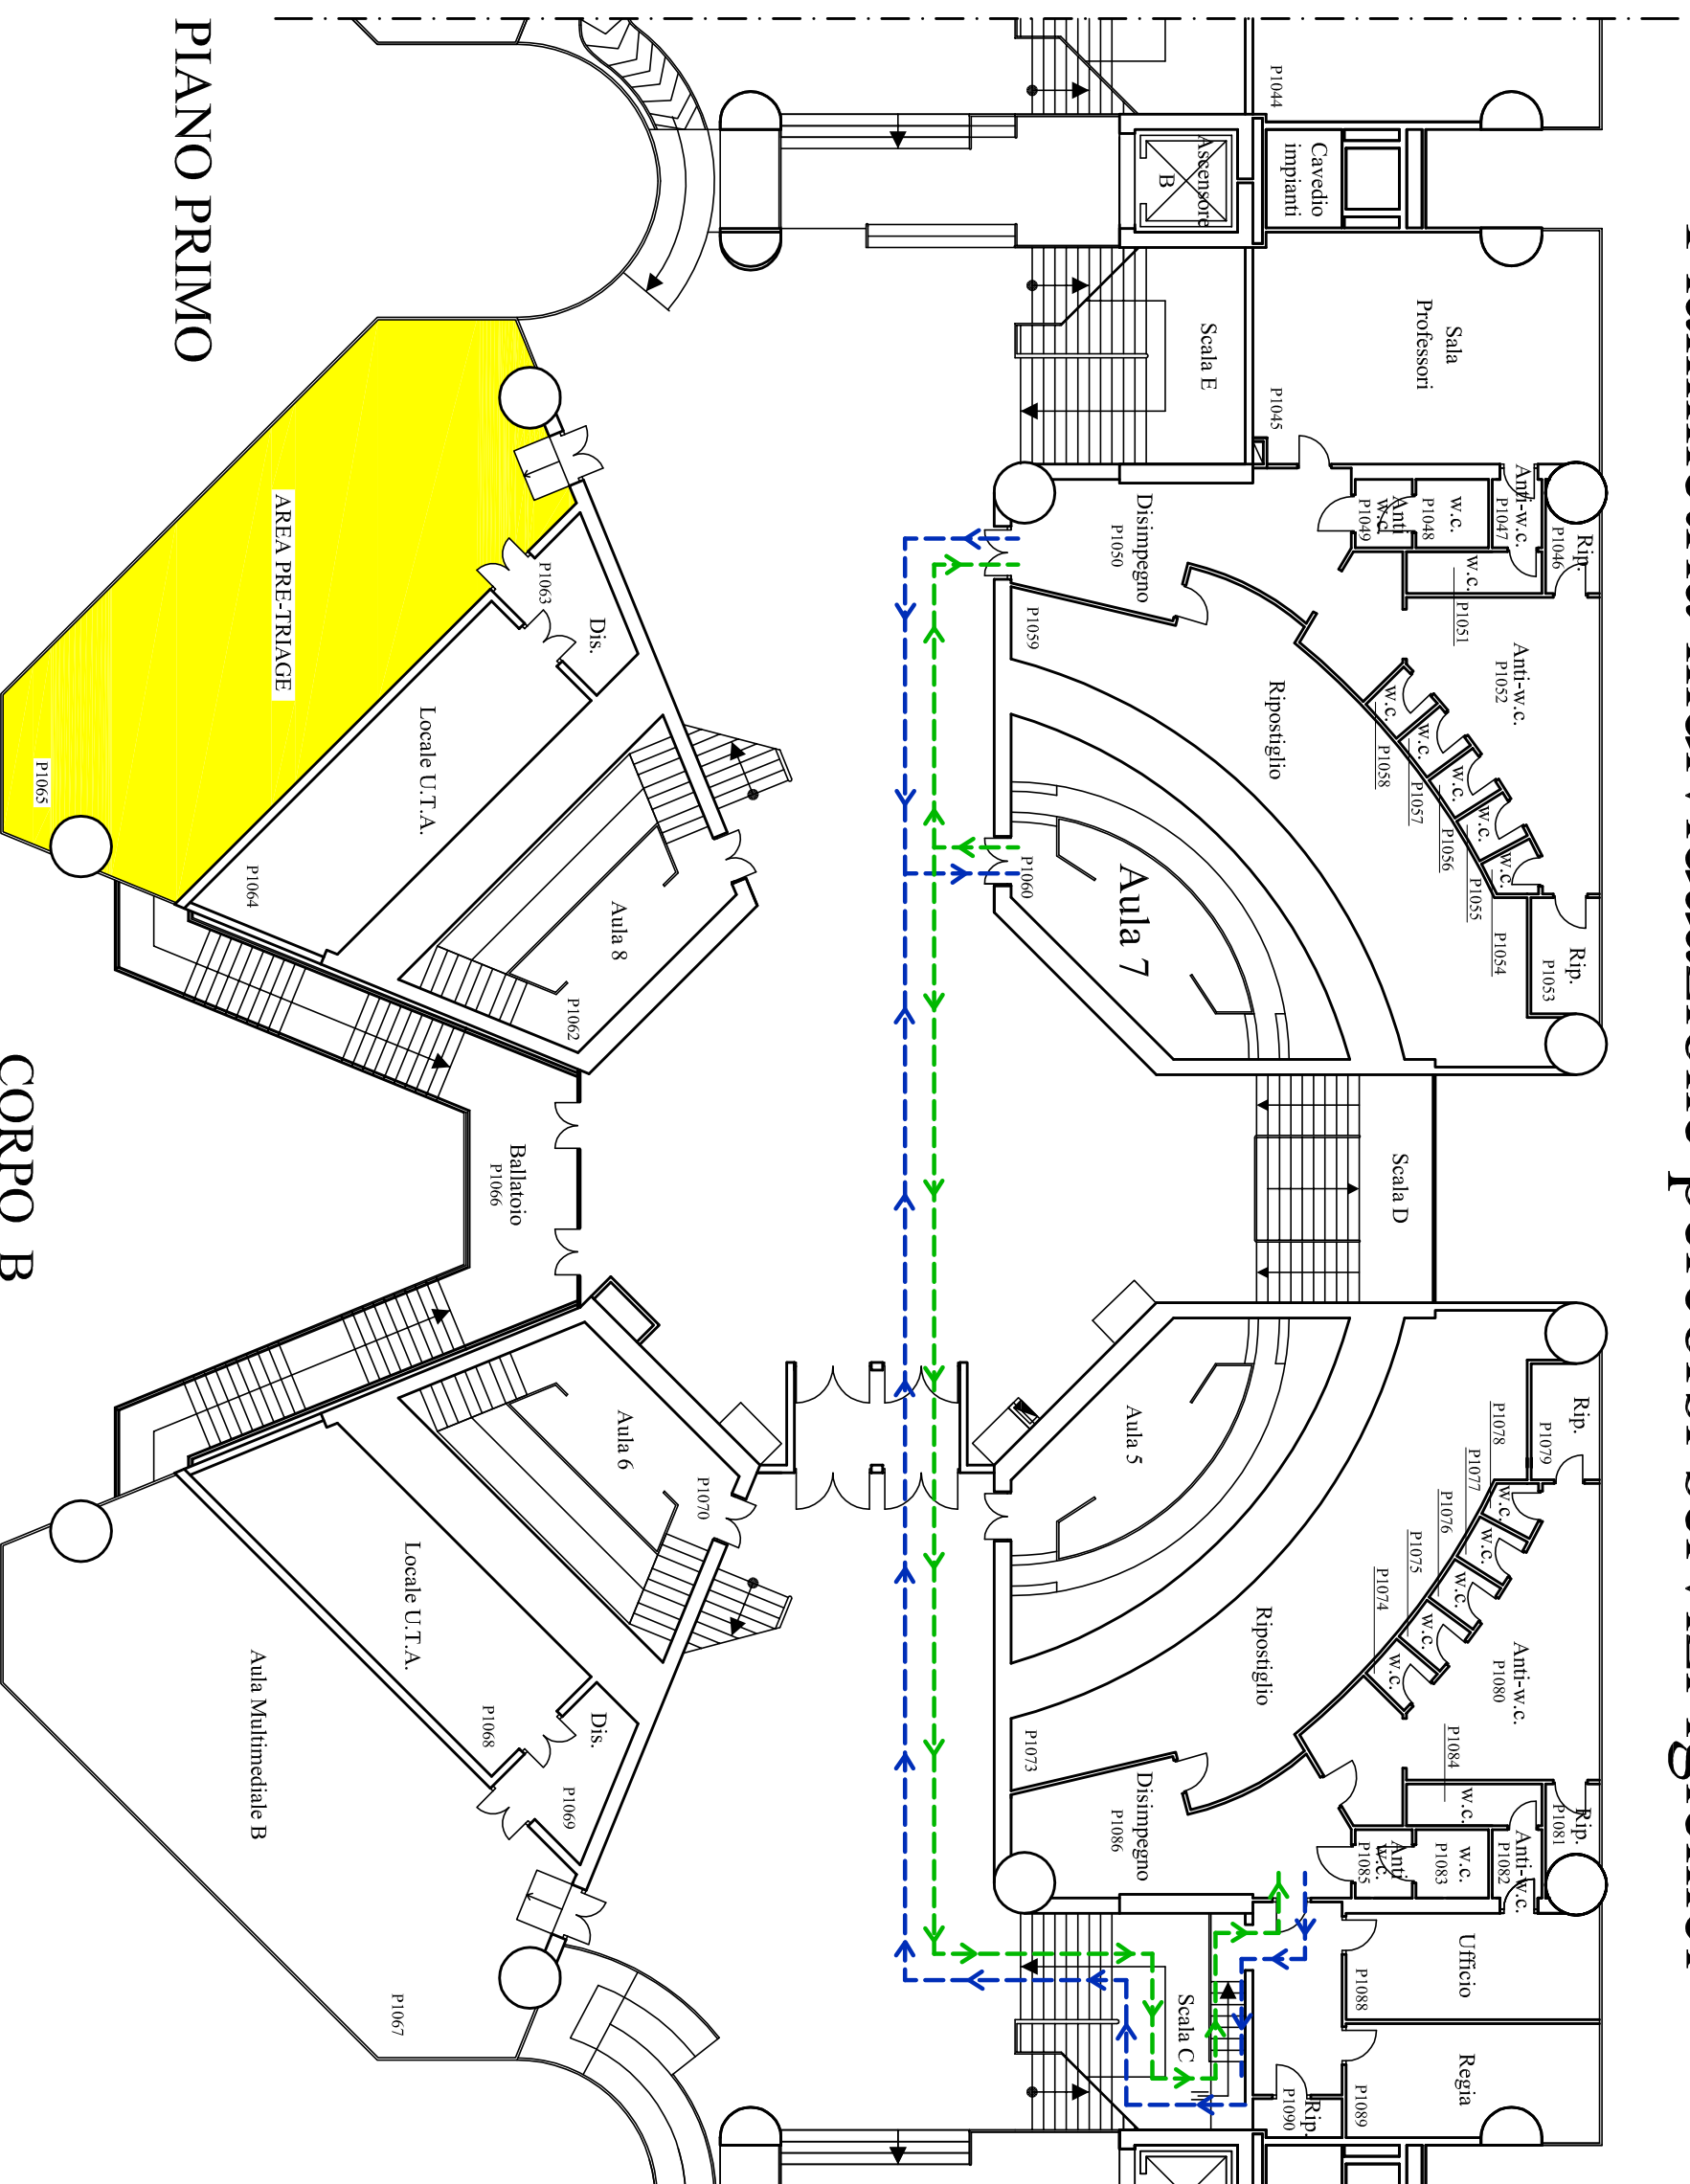 P1044
Cavedio
impianti
Ascensore
B
Sala
Professori
P1045
Scala E
Rip.
P1046
Anti-w.c.
P1047
w.c.
P1048
Anti
w.c.
P1049
w.c.
P1051
Disimpegno
P1050
P1059
Anti-w.c.
P1052
Ripostiglio
w.c.
P1058
w.c.
P1057
w.c.
P1056
w.c.
P1055
w.c.
P1054
Rip.
P1053
Aula 7
P1060
Scala D
Rip.
P1079
P1078
w.c.
P1077
w.c.
P1076
w.c.
P1075
w.c.
P1074
w.c.
Anti-w.c.
P1080
Aula 5
Ripostiglio
P1073
P1084
w.c.
Rip.
P1081
Anti-w.c.
P1082
w.c.
P1083
Anti
w.c.
P1085
Disimpegno
P1086
Ufficio
P1088
Regia
P1089
Rip.
P1090
Scala C
Dis.
P1063
Locale U.T.A.
P1064
Aula 8
P1062
AREA PRE-TRIAGE
P1065
Ballatoio
P1066
Aula 6
P1070
Locale U.T.A.
P1068
Dis.
P1069
Aula Multimediale B
P1067
PIANO PRIMO
CORPO B